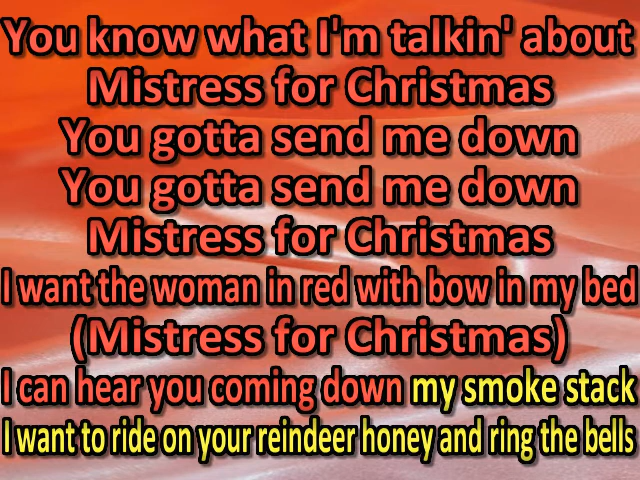 You know what I'm talkin' about
Mistress for Christmas
You gotta send me down
You gotta send me down
Mistress for Christmas
I want the woman in red with bow in my bed
(Mistress for Christmas)
I can hear you coming down my smoke stack
I want to ride on your reindeer honey and ring the bells